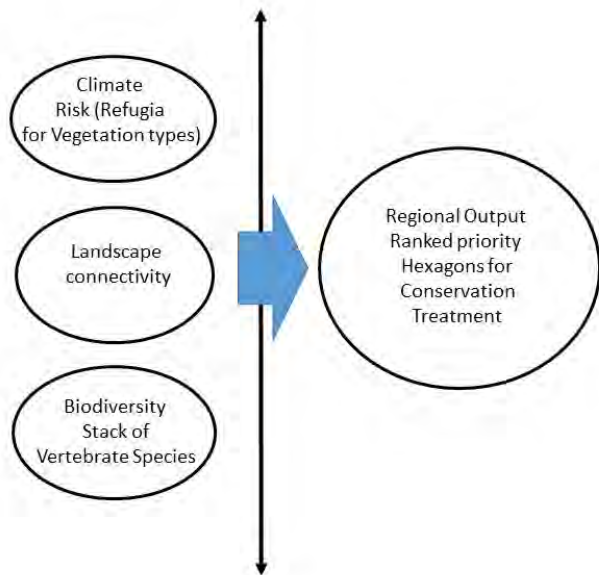 Climate
Risk (Refugia
for Vegetation types)
Landscape
connectivity
Biodiversity
Stack of
Vertebrate Species
Regional Output
Ranked priority
Hexagons for
Conservation
Treatment